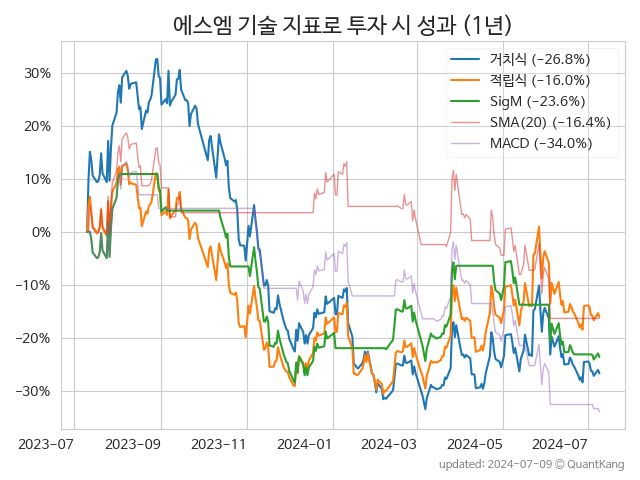 에스엠 기술 지표로 투자 시 성과 (1년)
거치식 (−26.8%)
적립식 (−16.0%)
SigM (−23.6%)
SMA(20) (−16.4%)
MACD (−34.0%)
30%
20%
10%
0%
−10%
−20%
−30%
2023-07 2023-09 2023-11 2024-01 2024-03 2024-05 2024-07
updated: 2024-07-09 ⓒ QuantKang